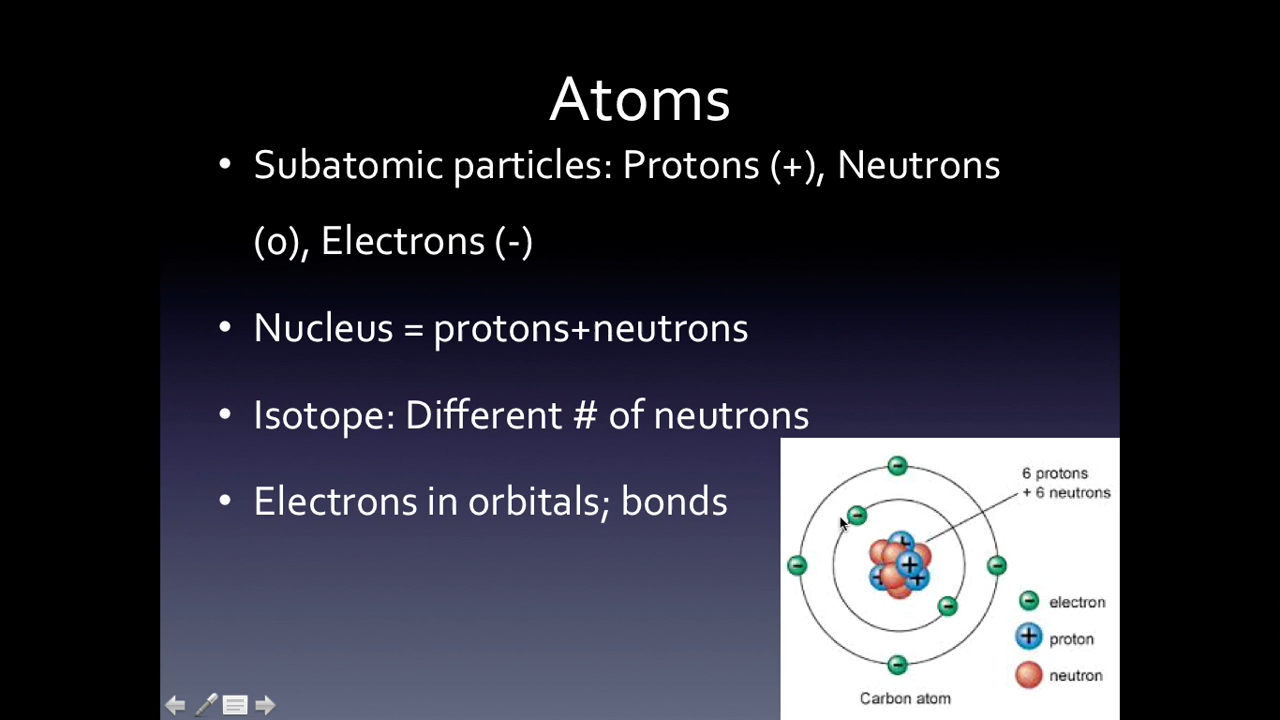 Atoms
• Subatomic particles: Protons (+), Neutrons
(0), Electrons (-)
• Nucleus = protons+neutrons
• Isotope: Different # of neutrons
• Electrons in orbitals; bonds
6 protons
+ 6 neutrons
electron
proton
neutron
Carbon atom